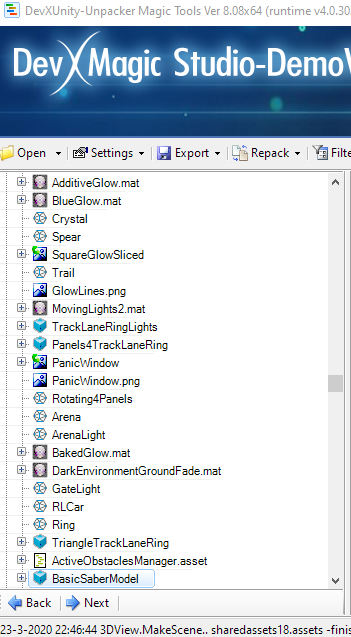 DevXUnity-Unpacker Magic Tools Ver 8.08x64 (runtime v4.0.30
DevXMagic Studio-DemoV
Open Settings Export Repack Filte
AdditiveGlow.mat
BlueGlow.mat
Crystal
Spear
SquareGlowSliced
Trail
GlowLines.png
MovingLights2.mat
TrackLaneRingLights
Panels4TrackLaneRing
PanicWindow
PanicWindow.png
Rotating4Panels
Arena
ArenaLight
BakedGlow.mat
DarkEnvironmentGroundFade.mat
GateLight
RLCar
Ring
TriangleTrackLaneRing
ActiveObstaclesManager.asset
BasicSaberModel
Back Next
23-3-2020 22:46:44 3DView.MakeScene.. sharedassets18.assets -finis